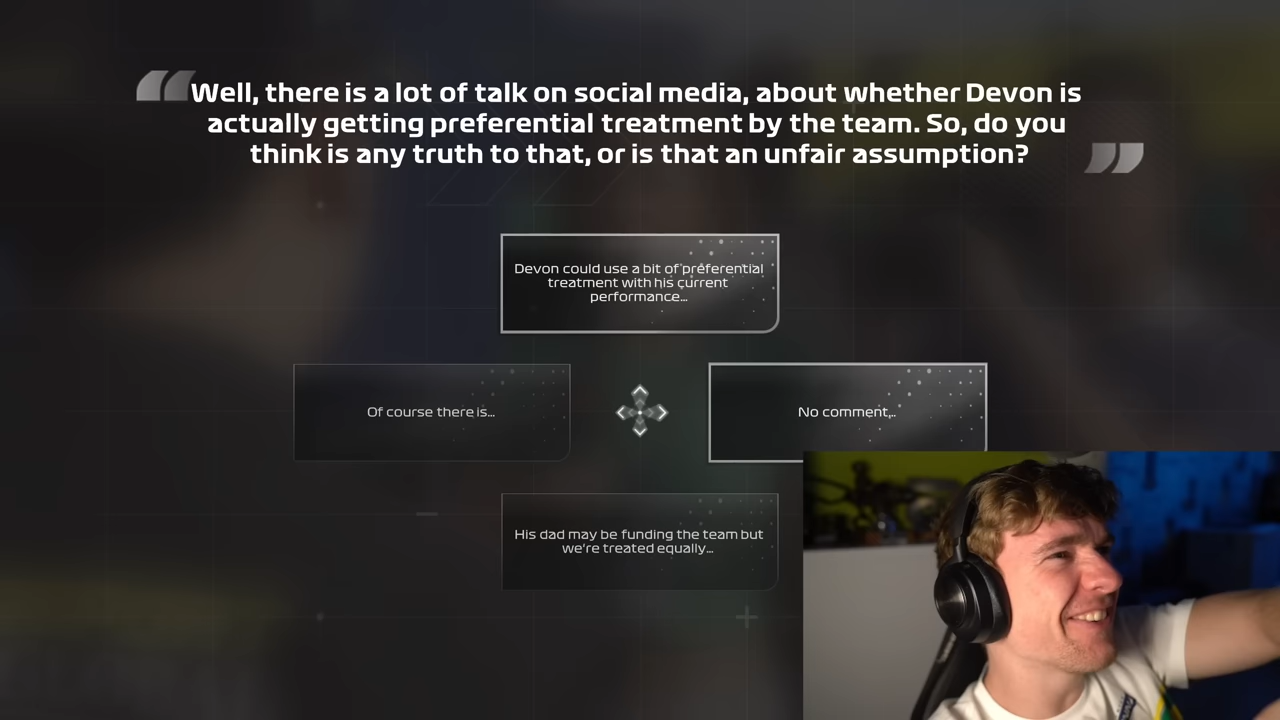 Well, there is a lot of talk on social media, about whether Devon is
actually getting preferential treatment by the team. So, do you
think is any truth to that, or is that an unfair assumption?
Devon could use a bit of preferential
treatment with his current
performance...
Of course there is...
No comment...
His dad may be funding the team but
we're treated equally...